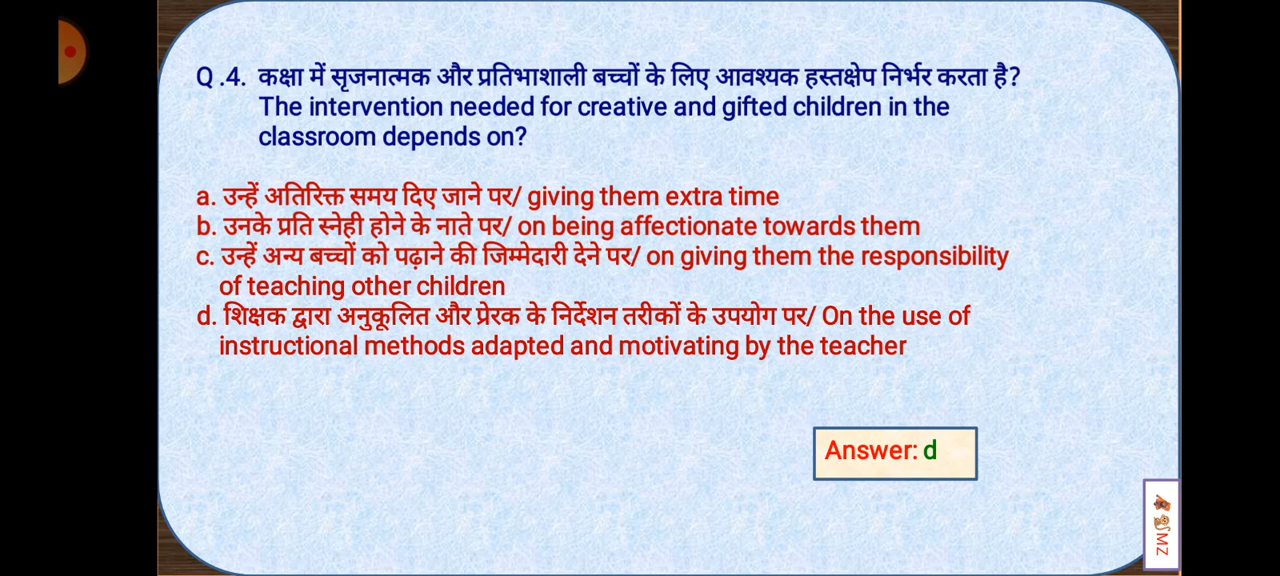 Q .4. कक्षा में सृजनात्मक और प्रतिभाशाली बच्चों के लिए आवश्यक हस्तक्षेप निर्भर करता है?
The intervention needed for creative and gifted children in the
classroom depends on?
a. उन्हें अतिरिक्त समय दिए जाने पर/ giving them extra time
b. उनके प्रति स्नेही होने के नाते पर/ on being affectionate towards them
c. उन्हें अन्य बच्चों को पढ़ाने की जिम्मेदारी देने पर/ on giving them the responsibility
of teaching other children
d. शिक्षक द्वारा अनुकूलित और प्रेरक के निर्देशन तरीकों के उपयोग पर/ On the use of
instructional methods adapted and motivating by the teacher
Answer: d
MZ